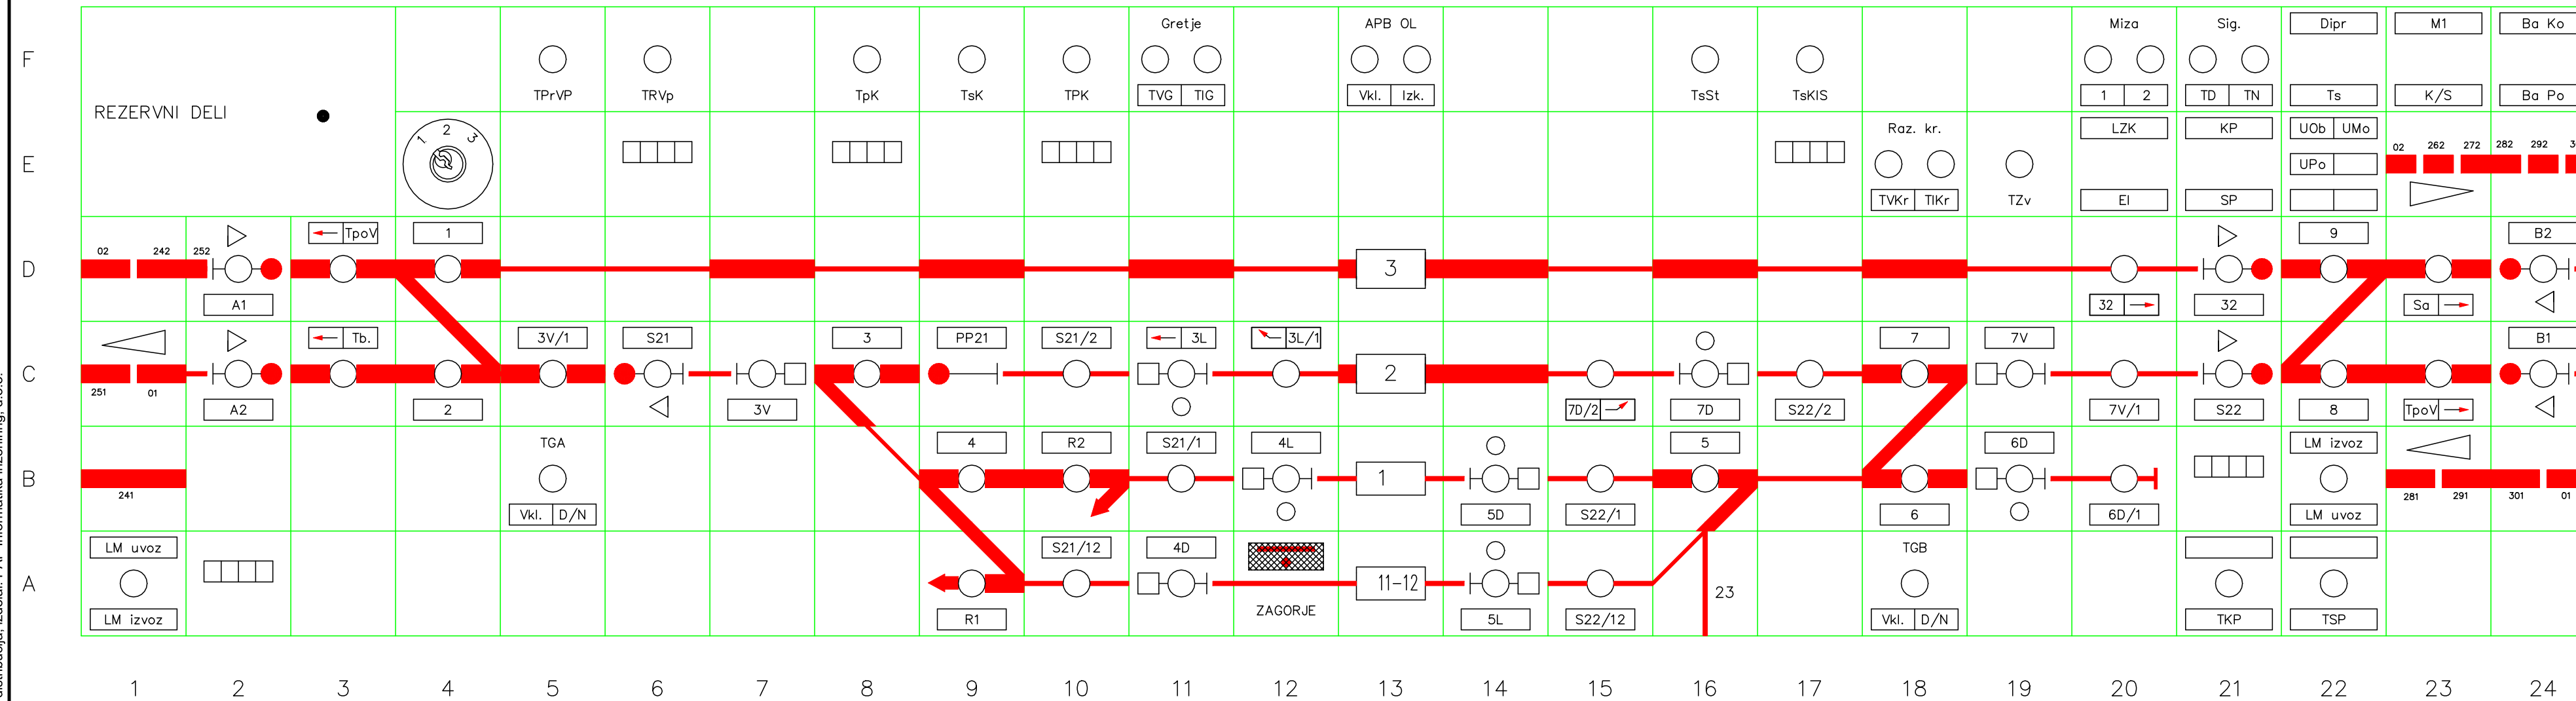 Gretje APB OL Miza Sig. Dipr M1 Ba Ko
F
TPrVP TRVp TpK TsK TPK TVG TIG Vkl. Izk. TsSt TsKIS 1 2 TD TN Ts K/S Ba Po
REZERVNI DELI
1 2 3 Raz. kr. LZK KP UOb UMo
02 262 272 282 292
E UPo
TVKr TIKr TZv EI SP
TpoV 1 9 B2
02 242 252
D 3
A1 32 32 Sa
Tb. 3V/1 S21 3 PP21 S21/2 3L 3L/1 7 7V B1
C 2
251 01
A2 2 3V 7D/2 7D S22/2 7V/1 S22 8 TpoV
TGA 4 R2 S21/1 4L 5 6D LM izvoz
B 1
241 281 291 301 01
Vkl. D/N 5D S22/1 6 6D/1 LM uvoz
LM uvoz S21/12 4D TGB
A 11-12
23
ZAGORJE
LM izvoz R1 5L S22/12 Vkl. D/N TKP TSP
1 2 3 4 5 6 7 8 9 10 11 12 13 14 15 16 17 18 19 20 21 22 23 24